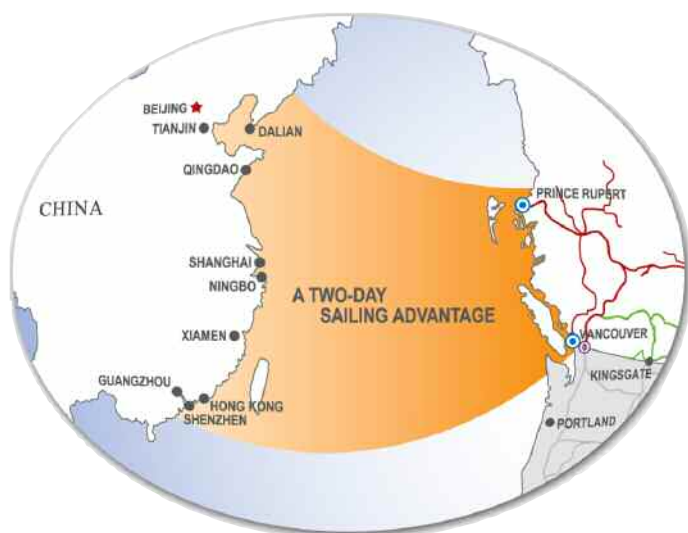 BEIJING
TIANJIN
DALIAN
QINGDAO
CHINA
PRINCE RUPERT
SHANGHAI
NINGBO
A TWO-DAY
SAILING ADVANTAGE
XIAMEN
VANCOUVER
KINGSGATE
GUANGZHOU
HONG KONG
SHENZHEN
PORTLAND